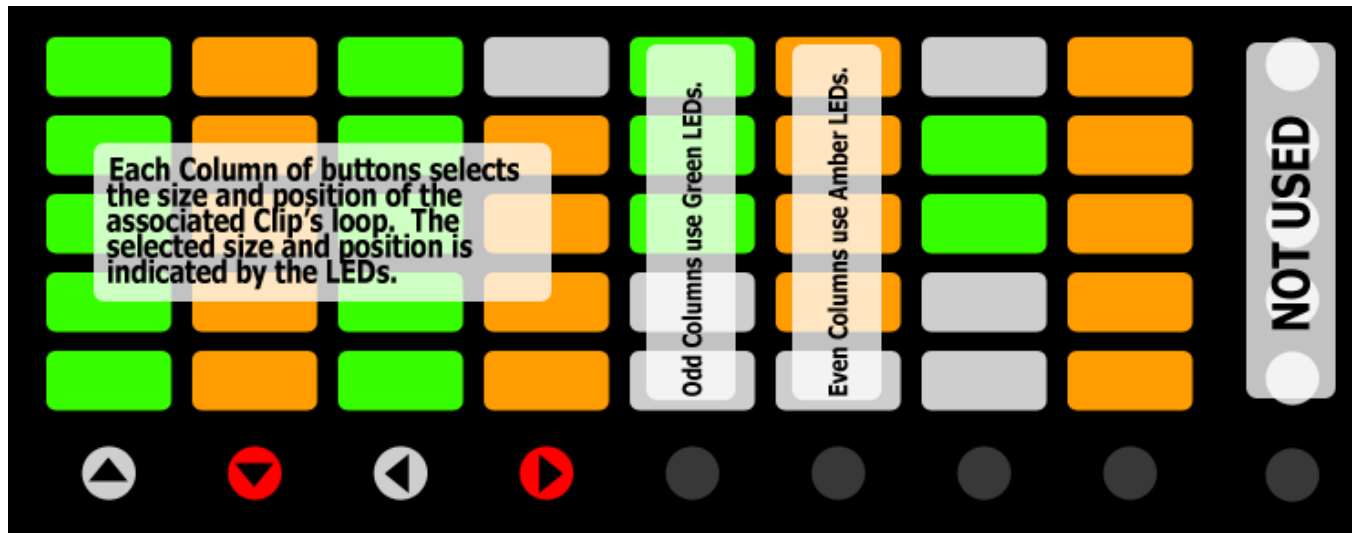 Each Column of buttons selects
the size and position of the
associated Clip's loop. The
selected size and position is
indicated by the LEDs.
Odd Columns use Green LEDs.
Even Columns use Amber LEDs.
NOT USED